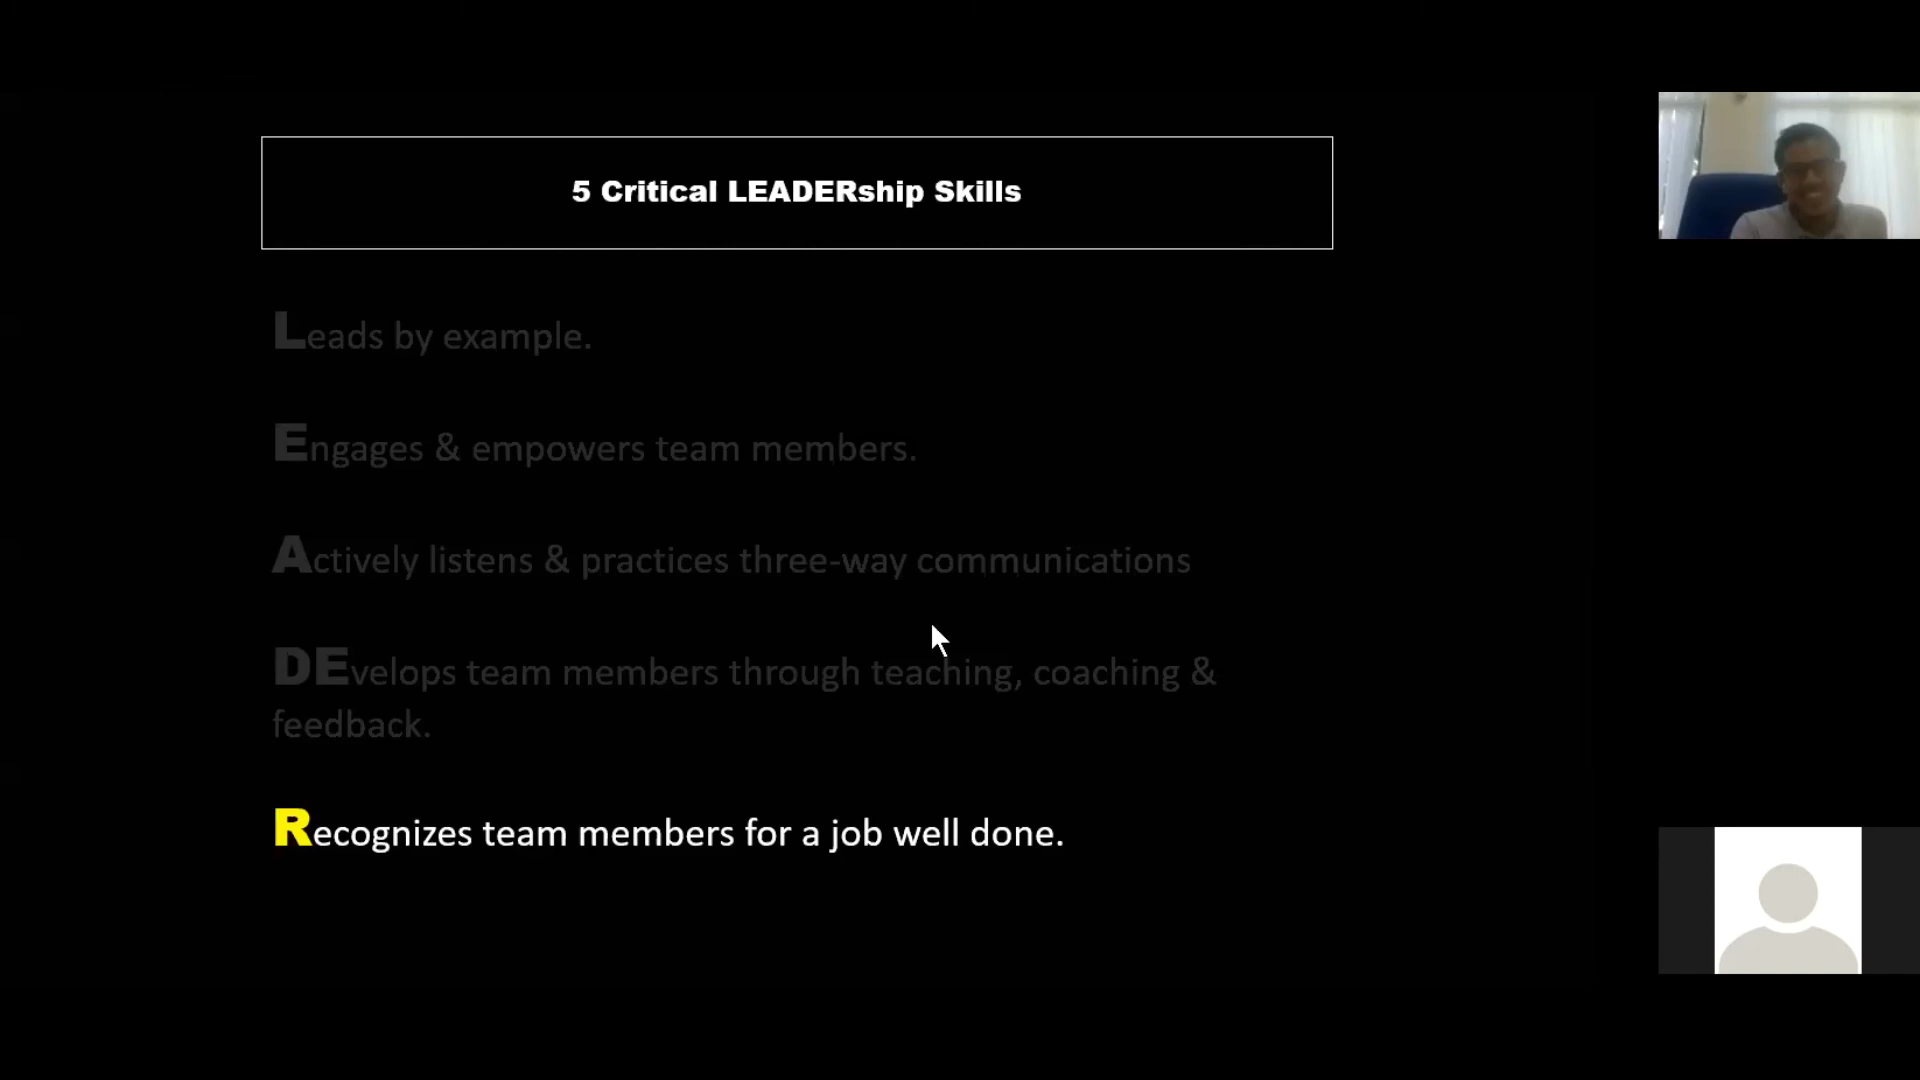 5 Critical LEADERship Skills
Leads by example.
Engages & empowers team members.
Actively listens & practices three-way communications
DEvelops team members through teaching, coaching &
feedback.
Recognizes team members for a job well done.